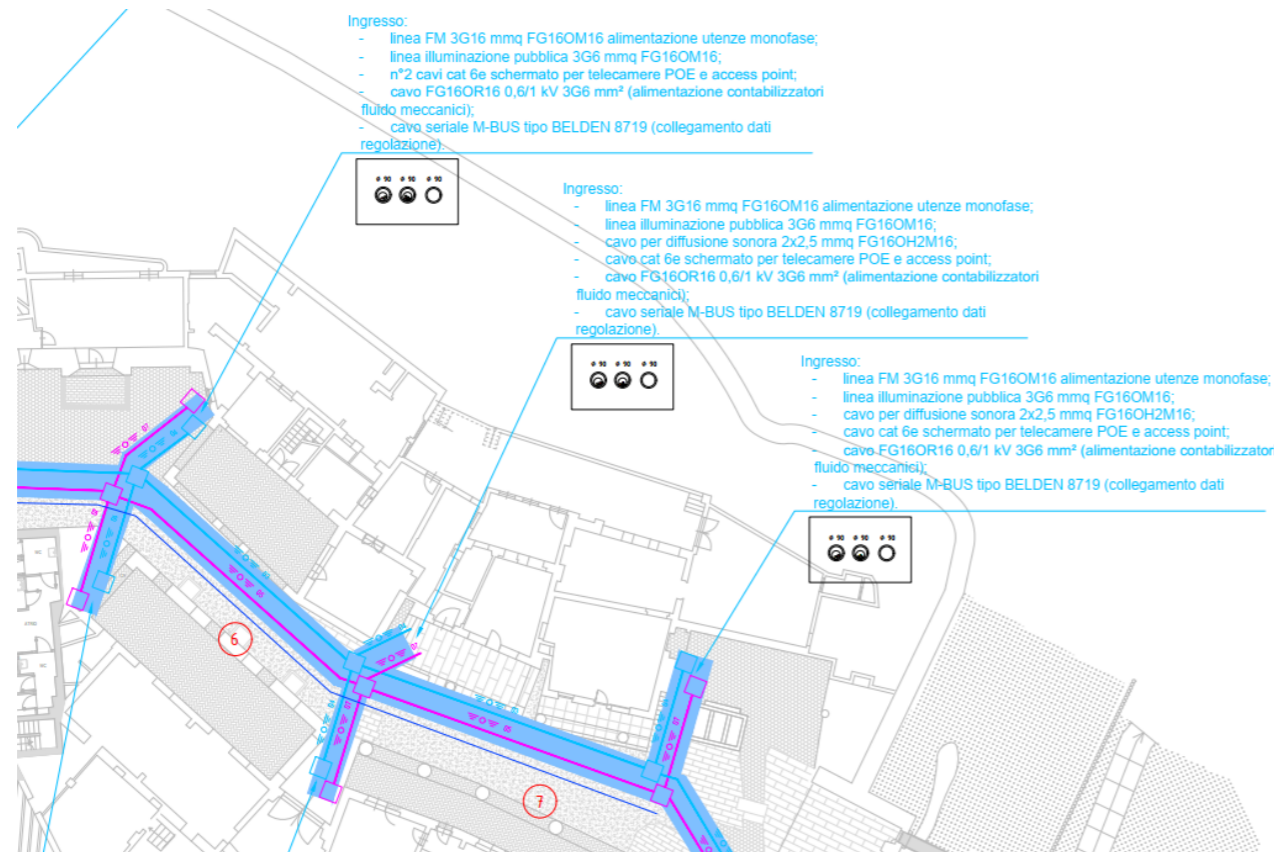 Ingresso:
- linea FM 3G16 mmq FG16OM16 alimentazione utenze monofase;
- linea illuminazione pubblica 3G6 mmq FG16OM16;
- n°2 cavi cat 6e schermato per telecamere POE e access point;
- cavo FG16OR16 0,6/1 kV 3G6 mm² (alimentazione contabilizzatori
fluido meccanici);
- cavo seriale M-BUS tipo BELDEN 8719 (collegamento dati
regolazione).
ø 90 ø 90 ø 90
Ingresso:
- linea FM 3G16 mmq FG16OM16 alimentazione utenze monofase;
- linea illuminazione pubblica 3G6 mmq FG16OM16;
- cavo per diffusione sonora 2x2,5 mmq FG16OH2M16;
- cavo cat 6e schermato per telecamere POE e access point;
- cavo FG16OR16 0,6/1 kV 3G6 mm² (alimentazione contabilizzatori
fluido meccanici);
- cavo seriale M-BUS tipo BELDEN 8719 (collegamento dati
regolazione).
ø 90 ø 90 ø 90
Ingresso:
- linea FM 3G16 mmq FG16OM16 alimentazione utenze monofase;
- linea illuminazione pubblica 3G6 mmq FG16OM16;
- cavo per diffusione sonora 2x2,5 mmq FG16OH2M16;
- cavo cat 6e schermato per telecamere POE e access point;
- cavo FG16OR16 0,6/1 kV 3G6 mm² (alimentazione contabilizzator
fluido meccanici);
- cavo seriale M-BUS tipo BELDEN 8719 (collegamento dati
regolazione).
ø 90 ø 90 ø 90
6
7